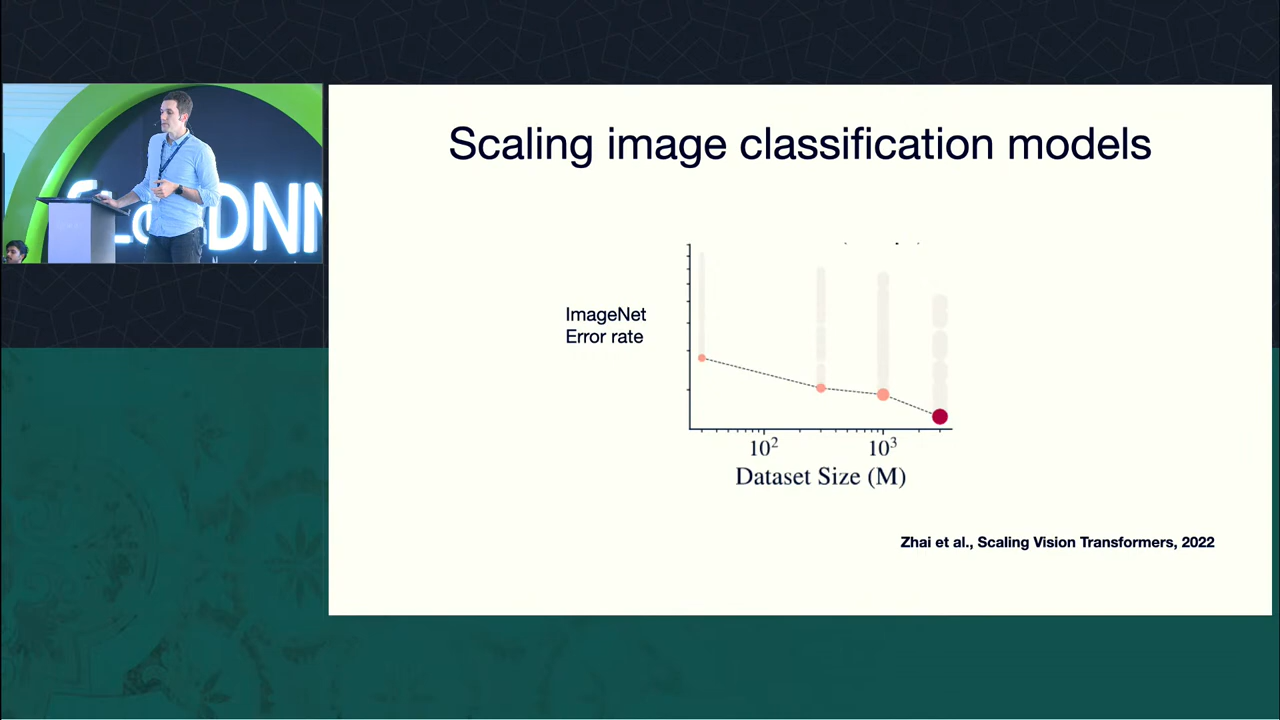 Scaling image classification models
ImageNet
Error rate
10²
10³
Dataset Size (M)
Zhai et al., Scaling Vision Transformers, 2022